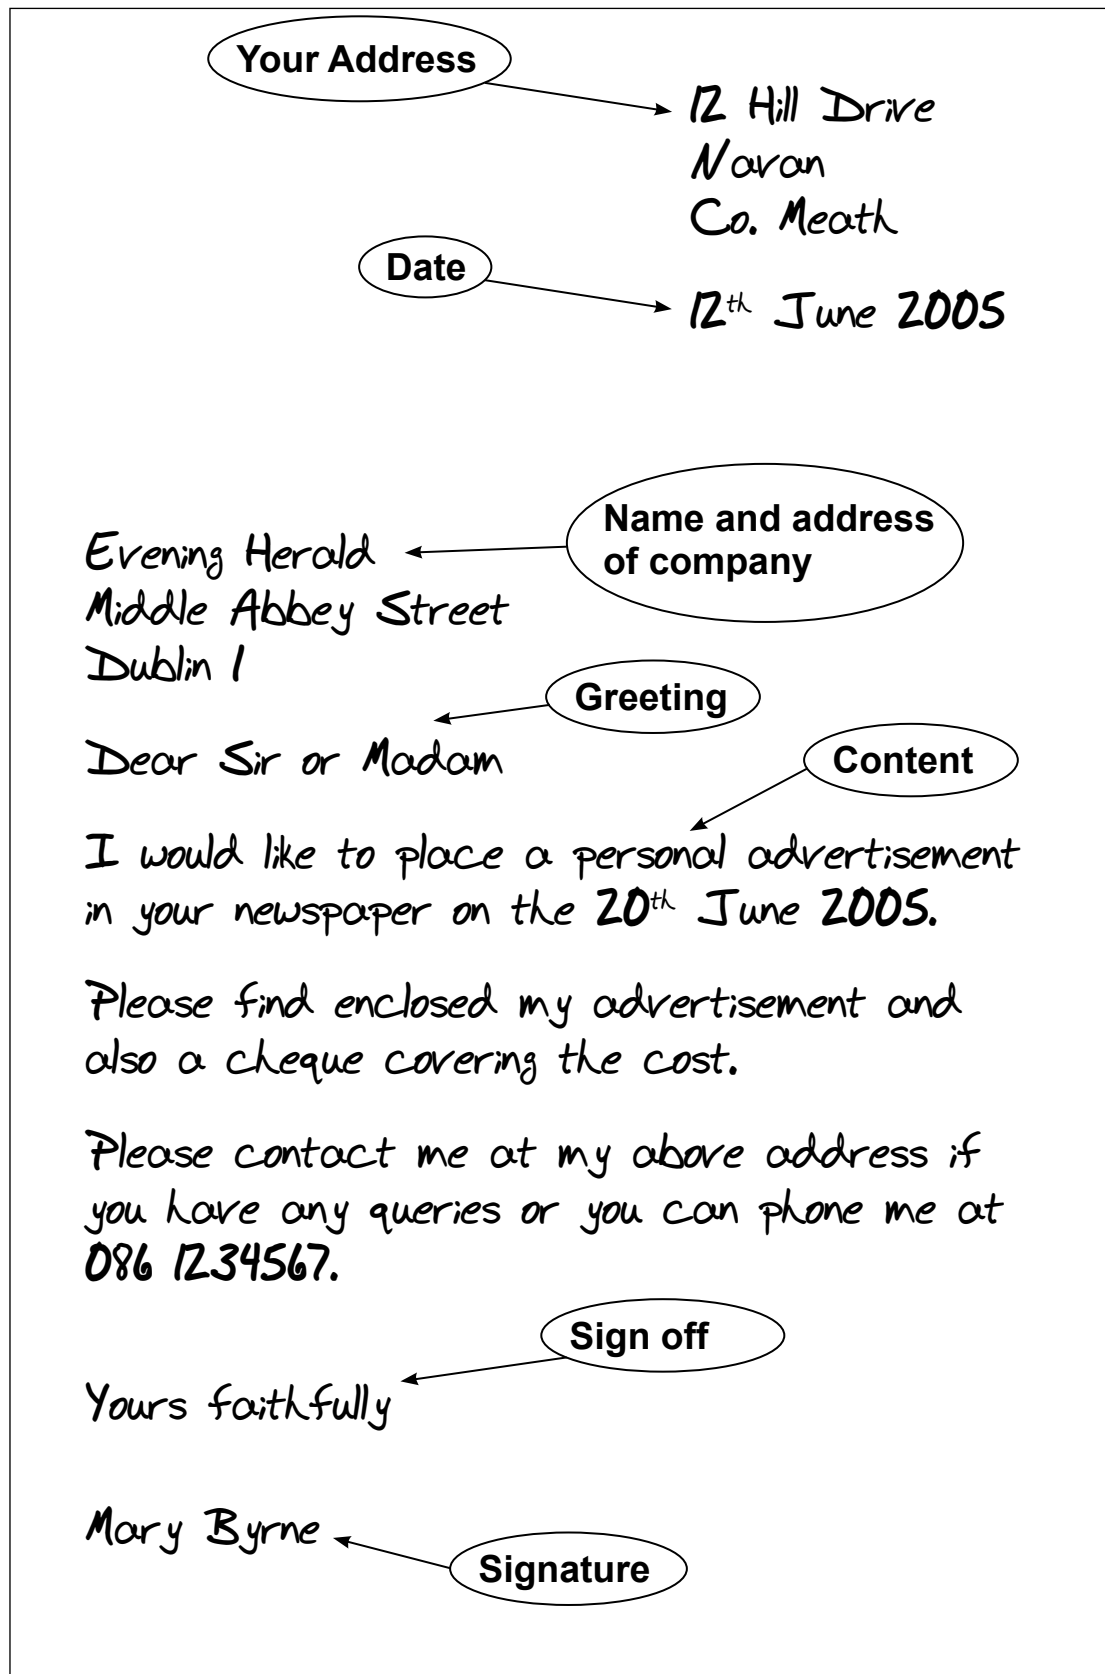 Your Address
12 Hill Drive
Navan
Co. Meath
Date
12th June 2005
Name and address
of company
Evening Herald
Middle Abbey Street
Dublin 1
Greeting
Dear Sir or Madam
Content
I would like to place a personal advertisement
in your newspaper on the 20th June 2005.
Please find enclosed my advertisement and
also a cheque covering the cost.
Please contact me at my above address if
you have any queries or you can phone me at
086 1234567.
Sign off
Yours faithfully
Mary Byrne
Signature